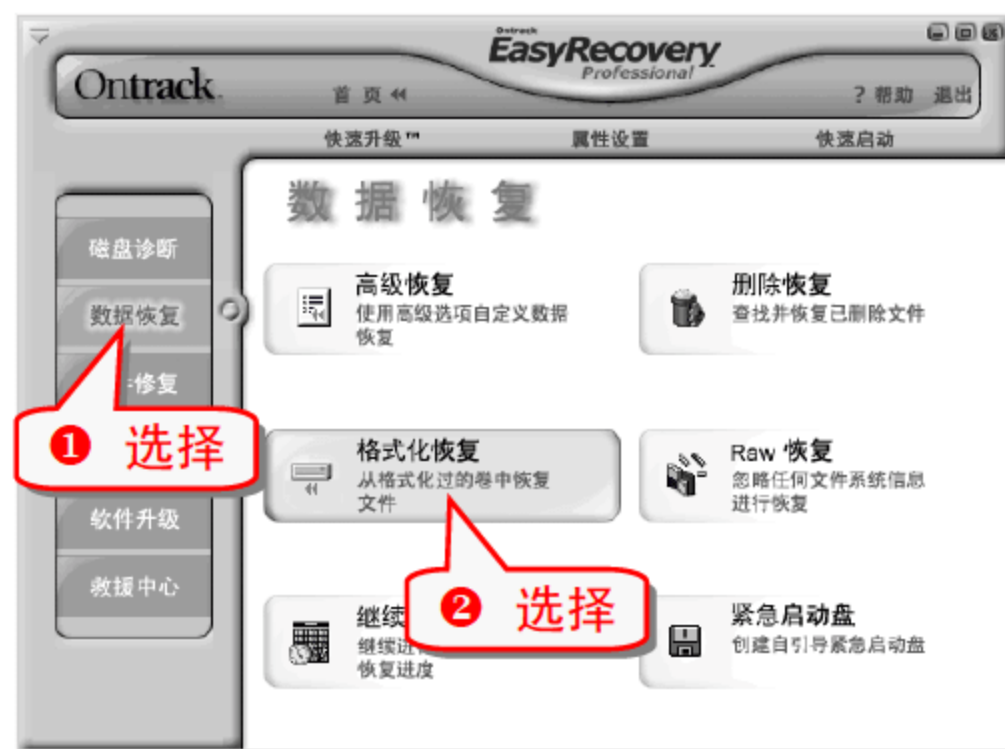 Ontrack
EasyRecovery
Professional
Ontrack.
首 页
? 帮助 退出
快速升级™
属性设置
快速启动
数据恢复
磁盘诊断
数据恢复
修复
软件升级
救援中心
高级恢复
使用高级选项自定义数据
恢复
删除恢复
查找并恢复已删除文件
❶ 选择
格式化恢复
从格式化过的卷中恢复
文件
Raw 恢复
忽略任何文件系统信息
进行恢复
❷ 选择
继续
继续
恢复进度
紧急启动盘
创建自引导紧急启动盘